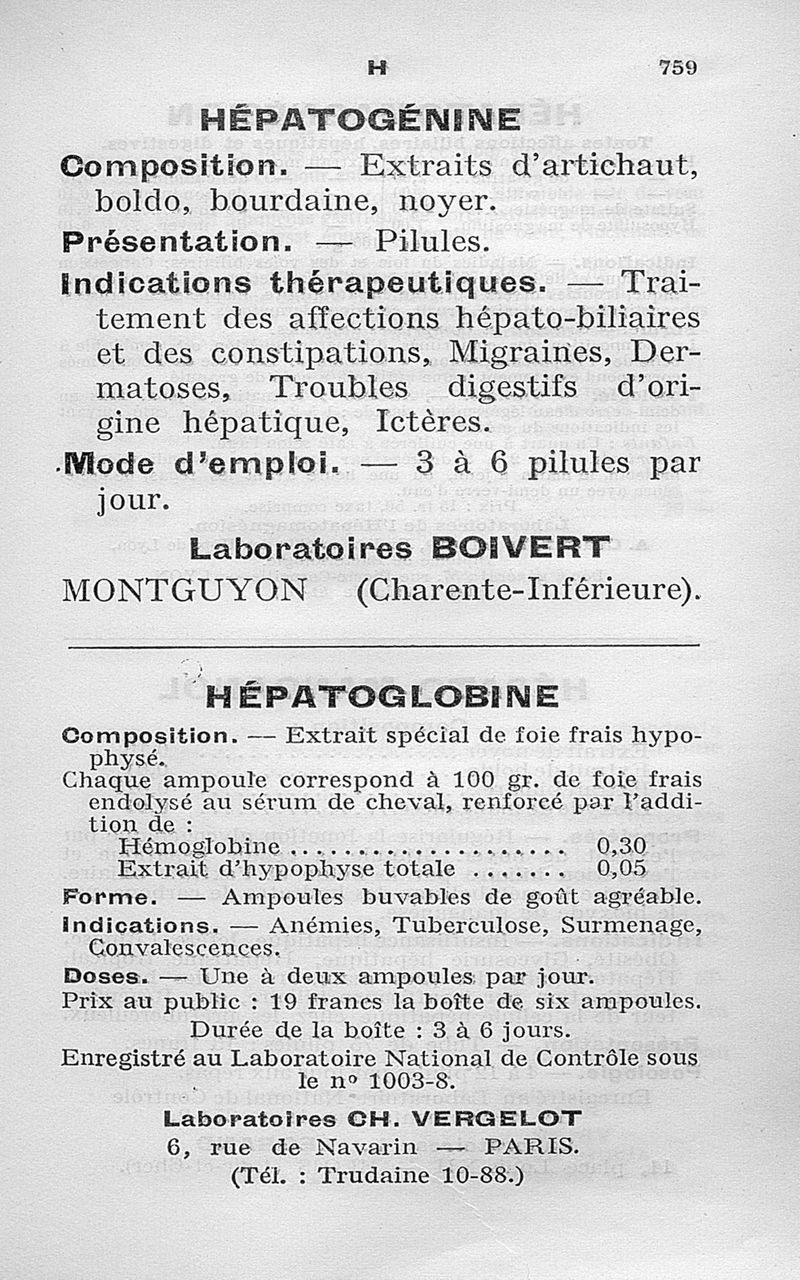 H 759
HÉPATOGÉNINE
Composition. — Extraits d'artichaut,
boldo, bourdaine, noyer.
Présentation. — Pilules.
Indications thérapeutiques. — Trai-
tement des affections hépato-biliaires
et des constipations, Migraines, Der-
matoses, Troubles digestifs d'ori-
gine hépatique, Ictères.
Mode d'emploi. — 3 à 6 pilules par
jour.
Laboratoires BOIVERT
MONTGUYON (Charente-Inférieure).
HÉPATOGLOBINE
Composition. — Extrait spécial de foie frais hypo-
physé.
Chaque ampoule correspond à 100 gr. de foie frais
endolysé au sérum de cheval, renforcé par l'addi-
tion de :
Hémoglobine .................... 0,30
Extrait d'hypophyse totale ....... 0,05
Forme. — Ampoules buvables de goût agréable.
Indications. — Anémies, Tuberculose, Surmenage,
Convalescences.
Doses. — Une à deux ampoules par jour.
Prix au public : 19 francs la boîte de six ampoules.
Durée de la boîte : 3 à 6 jours.
Enregistré au Laboratoire National de Contrôle sous
le nº 1003-8.
Laboratoires CH. VERGELOT
6, rue de Navarin — PARIS.
(Tél. : Trudaine 10-88.)